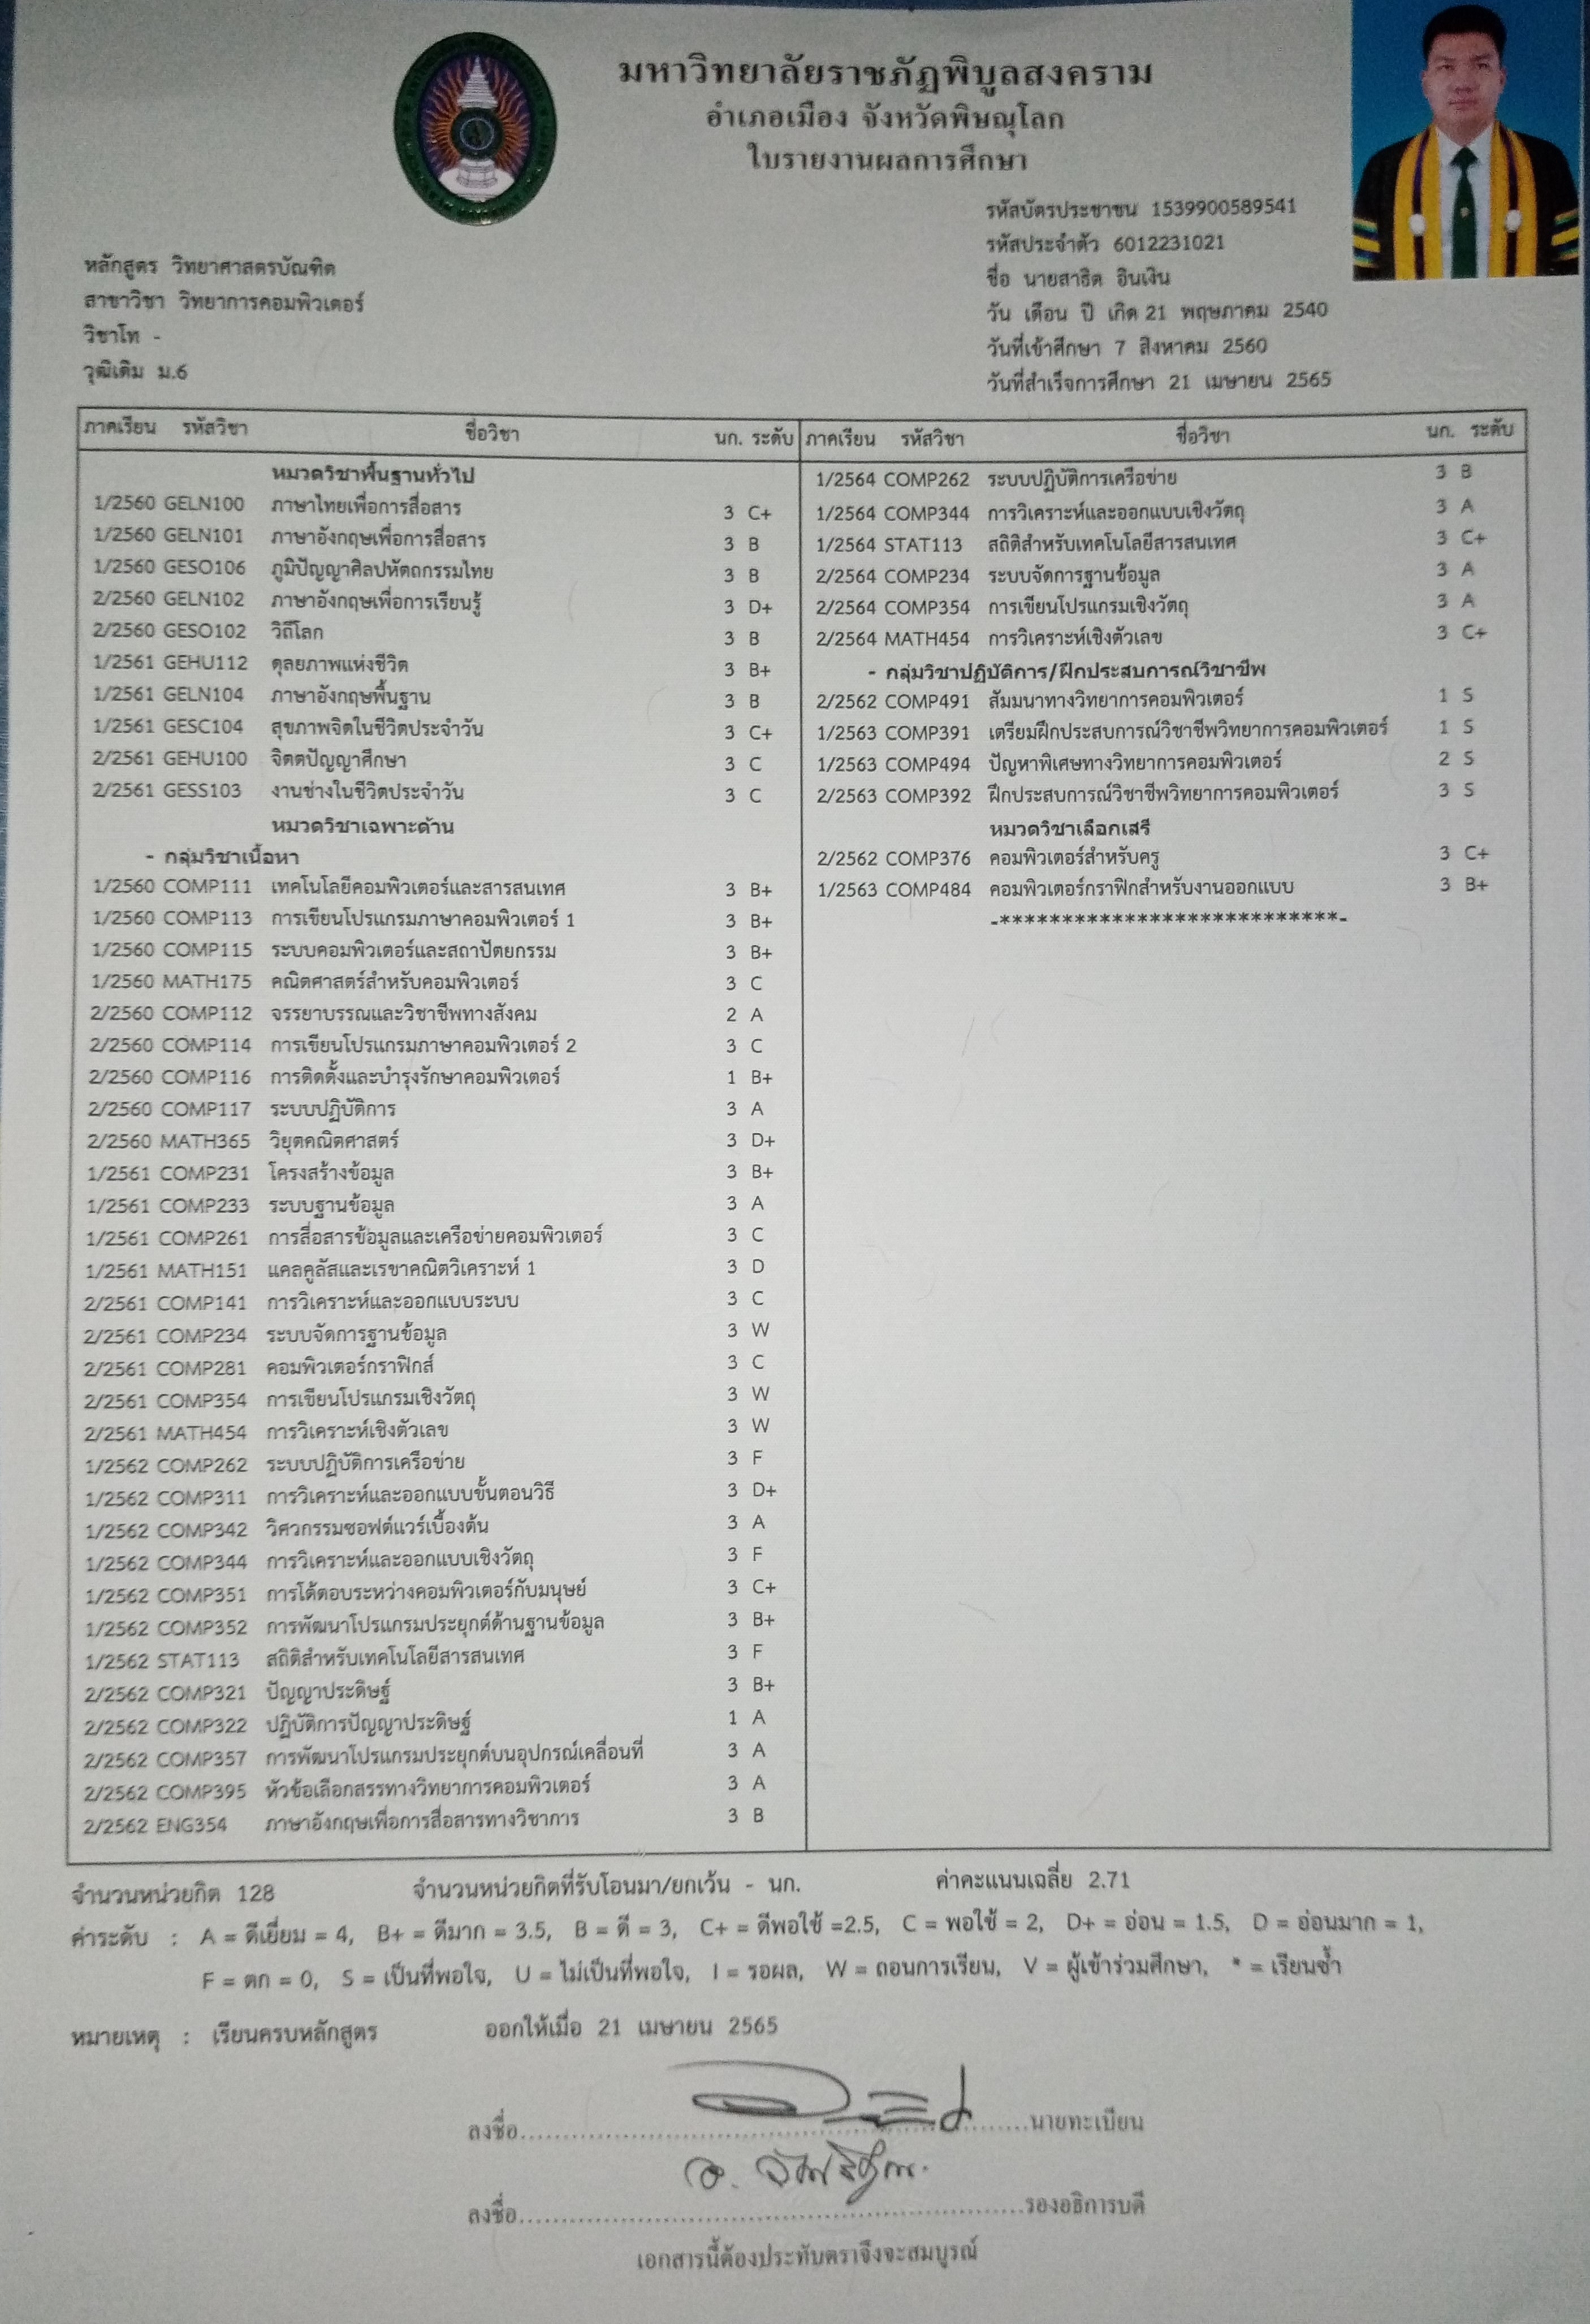 มหาวิทยาลัยราชภัฏพิบูลสงคราม
อำเภอเมือง จังหวัดพิษณุโลก
ใบรายงานผลการศึกษา
รหัสบัตรประชาชน 1539900589541
รหัสประจำตัว 6012231021
ชื่อ นายสาธิต อินเงิน
วัน เดือน ปี เกิด 21 พฤษภาคม 2540
วันที่เข้าศึกษา 7 สิงหาคม 2560
วันที่สำเร็จการศึกษา 21 เมษายน 2565
หลักสูตร วิทยาศาสตรบัณฑิต
สาขาวิชา วิทยาการคอมพิวเตอร์
วิชาโท -
วุฒิเดิม ม.6
ภาคเรียน รหัสวิชา ชื่อวิชา นก. ระดับ
หมวดวิชาพื้นฐานทั่วไป
1/2560 GELN100 ภาษาไทยเพื่อการสื่อสาร 3 C+
1/2560 GELN101 ภาษาอังกฤษเพื่อการสื่อสาร 3 B
1/2560 GESO106 ภูมิปัญญาศิลปหัตถกรรมไทย 3 B
2/2560 GELN102 ภาษาอังกฤษเพื่อการเรียนรู้ 3 D+
2/2560 GESO102 วิถีโลก 3 B
1/2561 GEHU112 ดุลยภาพแห่งชีวิต 3 B+
1/2561 GELN104 ภาษาอังกฤษพื้นฐาน 3 B
1/2561 GESC104 สุขภาพจิตในชีวิตประจำวัน 3 C+
2/2561 GEHU100 จิตตปัญญาศึกษา 3 C
2/2561 GESS103 งานช่างในชีวิตประจำวัน 3 C
หมวดวิชาเฉพาะด้าน
- กลุ่มวิชาเนื้อหา
1/2560 COMP111 เทคโนโลยีคอมพิวเตอร์และสารสนเทศ 3 B+
1/2560 COMP113 การเขียนโปรแกรมภาษาคอมพิวเตอร์ 1 3 B+
1/2560 COMP115 ระบบคอมพิวเตอร์และสถาปัตยกรรม 3 B+
1/2560 MATH175 คณิตศาสตร์สำหรับคอมพิวเตอร์ 3 C
2/2560 COMP112 จรรยาบรรณและวิชาชีพทางสังคม 2 A
2/2560 COMP114 การเขียนโปรแกรมภาษาคอมพิวเตอร์ 2 3 C
2/2560 COMP116 การติดตั้งและบำรุงรักษาคอมพิวเตอร์ 1 B+
2/2560 COMP117 ระบบปฏิบัติการ 3 A
2/2560 MATH365 วิยุตคณิตศาสตร์ 3 D+
1/2561 COMP231 โครงสร้างข้อมูล 3 B+
1/2561 COMP233 ระบบฐานข้อมูล 3 A
1/2561 COMP261 การสื่อสารข้อมูลและเครือข่ายคอมพิวเตอร์ 3 C
1/2561 MATH151 แคลคูลัสและเรขาคณิตวิเคราะห์ 1 3 D
2/2561 COMP141 การวิเคราะห์และออกแบบระบบ 3 C
2/2561 COMP234 ระบบจัดการฐานข้อมูล 3 W
2/2561 COMP281 คอมพิวเตอร์กราฟิกส์ 3 C
2/2561 COMP354 การเขียนโปรแกรมเชิงวัตถุ 3 W
2/2561 MATH454 การวิเคราะห์เชิงตัวเลข 3 W
1/2562 COMP262 ระบบปฏิบัติการเครือข่าย 3 F
1/2562 COMP311 การวิเคราะห์และออกแบบขั้นตอนวิธี 3 D+
1/2562 COMP342 วิศวกรรมซอฟต์แวร์เบื้องต้น 3 A
1/2562 COMP344 การวิเคราะห์และออกแบบเชิงวัตถุ 3 F
1/2562 COMP351 การโต้ตอบระหว่างคอมพิวเตอร์กับมนุษย์ 3 C+
1/2562 COMP352 การพัฒนาโปรแกรมประยุกต์ด้านฐานข้อมูล 3 B+
1/2562 STAT113 สถิติสำหรับเทคโนโลยีสารสนเทศ 3 F
2/2562 COMP321 ปัญญาประดิษฐ์ 3 B+
2/2562 COMP322 ปฏิบัติการปัญญาประดิษฐ์ 1 A
2/2562 COMP357 การพัฒนาโปรแกรมประยุกต์บนอุปกรณ์เคลื่อนที่ 3 A
2/2562 COMP395 หัวข้อเลือกสรรทางวิทยาการคอมพิวเตอร์ 3 A
2/2562 ENG354 ภาษาอังกฤษเพื่อการสื่อสารทางวิชาการ 3 B
ภาคเรียน รหัสวิชา ชื่อวิชา นก. ระดับ
1/2564 COMP262 ระบบปฏิบัติการเครือข่าย 3 B
1/2564 COMP344 การวิเคราะห์และออกแบบเชิงวัตถุ 3 A
1/2564 STAT113 สถิติสำหรับเทคโนโลยีสารสนเทศ 3 C+
2/2564 COMP234 ระบบจัดการฐานข้อมูล 3 A
2/2564 COMP354 การเขียนโปรแกรมเชิงวัตถุ 3 A
2/2564 MATH454 การวิเคราะห์เชิงตัวเลข 3 C+
- กลุ่มวิชาปฏิบัติการ/ฝึกประสบการณ์วิชาชีพ
2/2562 COMP491 สัมมนาทางวิทยาการคอมพิวเตอร์ 1 S
1/2563 COMP391 เตรียมฝึกประสบการณ์วิชาชีพวิทยาการคอมพิวเตอร์ 1 S
1/2563 COMP494 ปัญหาพิเศษทางวิทยาการคอมพิวเตอร์ 2 S
2/2563 COMP392 ฝึกประสบการณ์วิชาชีพวิทยาการคอมพิวเตอร์ 3 S
หมวดวิชาเลือกเสรี
2/2562 COMP376 คอมพิวเตอร์สำหรับครู 3 C+
1/2563 COMP484 คอมพิวเตอร์กราฟิกสำหรับงานออกแบบ 3 B+
-***************************-
จำนวนหน่วยกิต 128 จำนวนหน่วยกิตที่รับโอนมา/ยกเว้น - นก. ค่าคะแนนเฉลี่ย 2.71
ค่าระดับ : A = ดีเยี่ยม = 4, B+ = ดีมาก = 3.5, B = ดี = 3, C+ = ดีพอใช้ =2.5, C = พอใช้ = 2, D+ = อ่อน = 1.5, D = อ่อนมาก = 1,
F = ตก = 0, S = เป็นที่พอใจ, U = ไม่เป็นที่พอใจ, I = รอผล, W = ถอนการเรียน, V = ผู้เข้าร่วมศึกษา, * = เรียนซ้ำ
หมายเหตุ : เรียนครบหลักสูตร ออกให้เมื่อ 21 เมษายน 2565
ลงชื่อ........................................นายทะเบียน
ลงชื่อ........................................รองอธิการบดี
เอกสารนี้ต้องประทับตราจึงจะสมบูรณ์